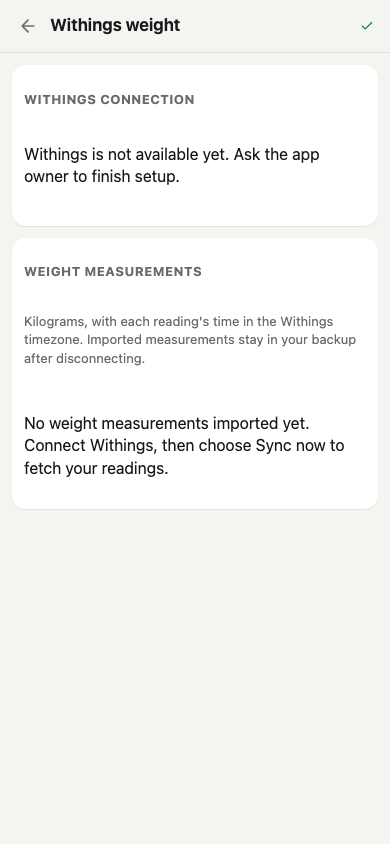 Withings weight
WITHINGS CONNECTION
Withings is not available yet. Ask the app
owner to finish setup.
WEIGHT MEASUREMENTS
Kilograms, with each reading's time in the Withings
timezone. Imported measurements stay in your backup
after disconnecting.
No weight measurements imported yet.
Connect Withings, then choose Sync now to
fetch your readings.